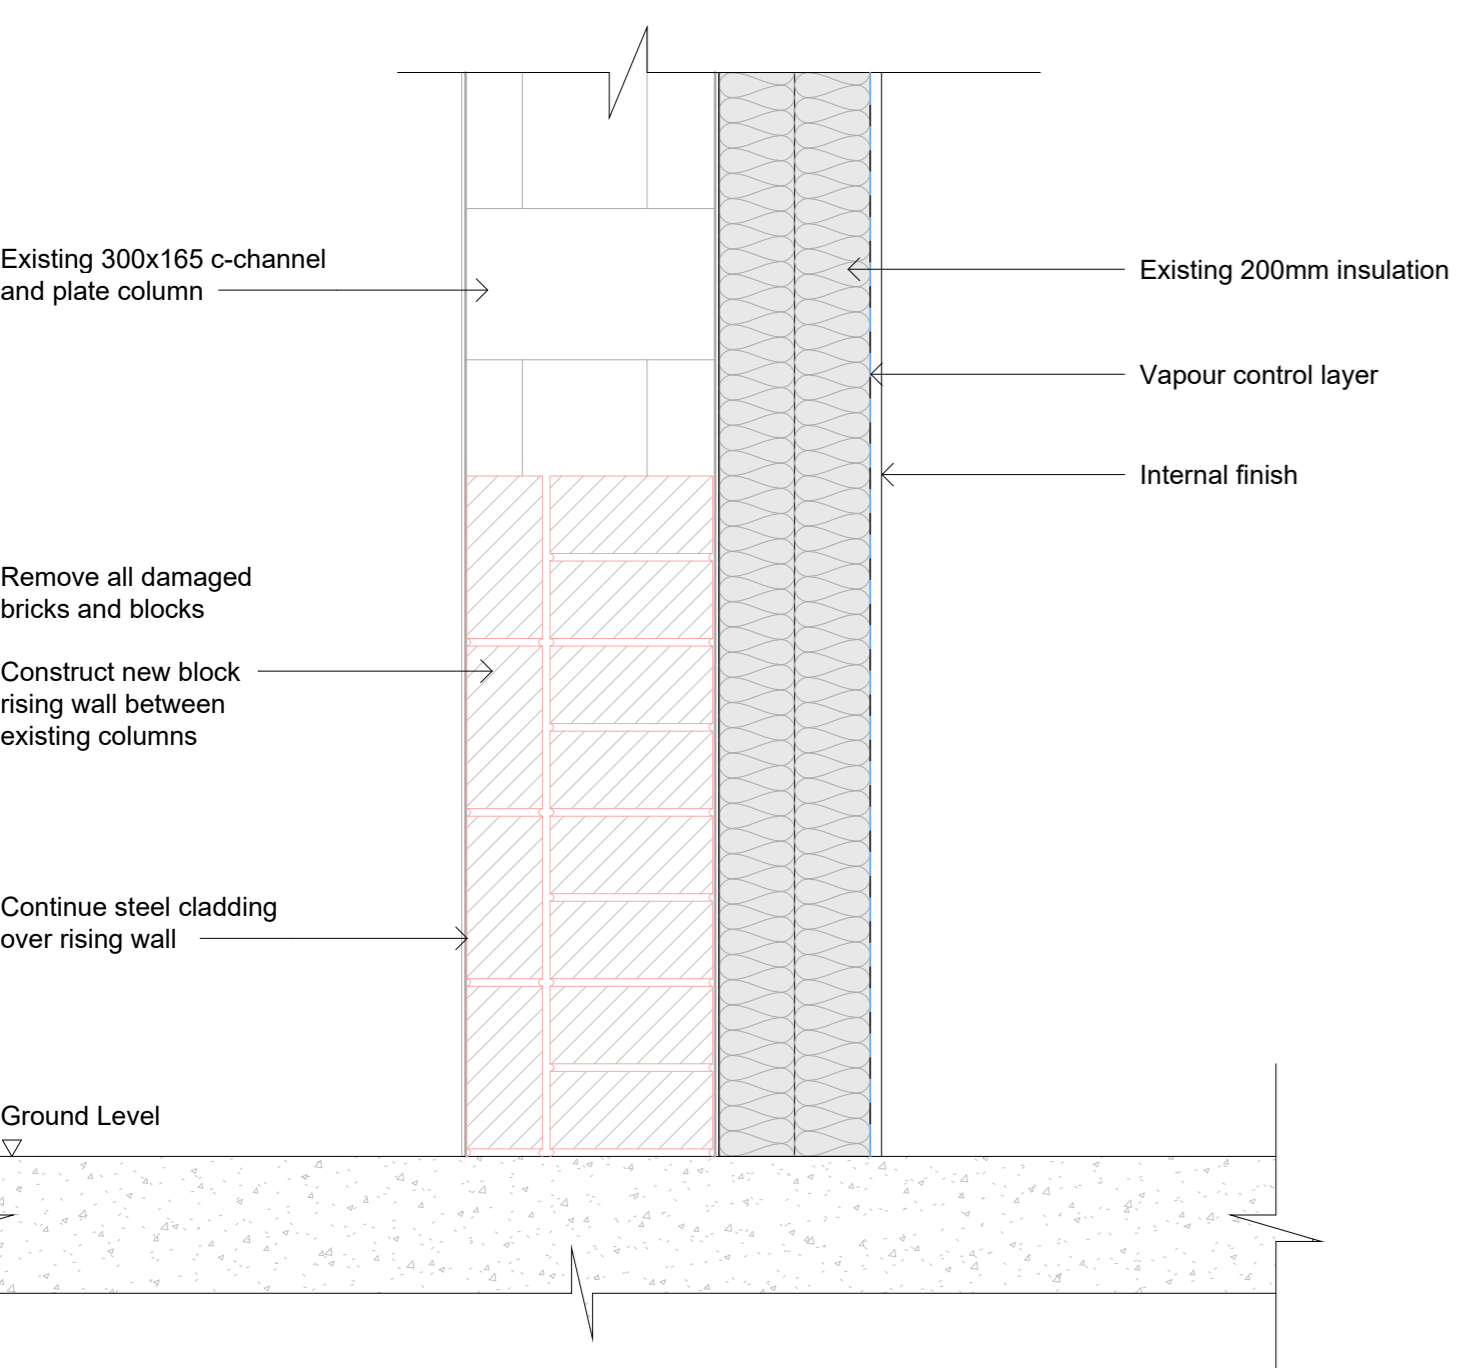 Existing 300x165 c-channel
and plate column
Remove all damaged
bricks and blocks
Construct new block
rising wall between
existing columns
Continue steel cladding
over rising wall
Ground Level
Existing 200mm insulation
Vapour control layer
Internal finish